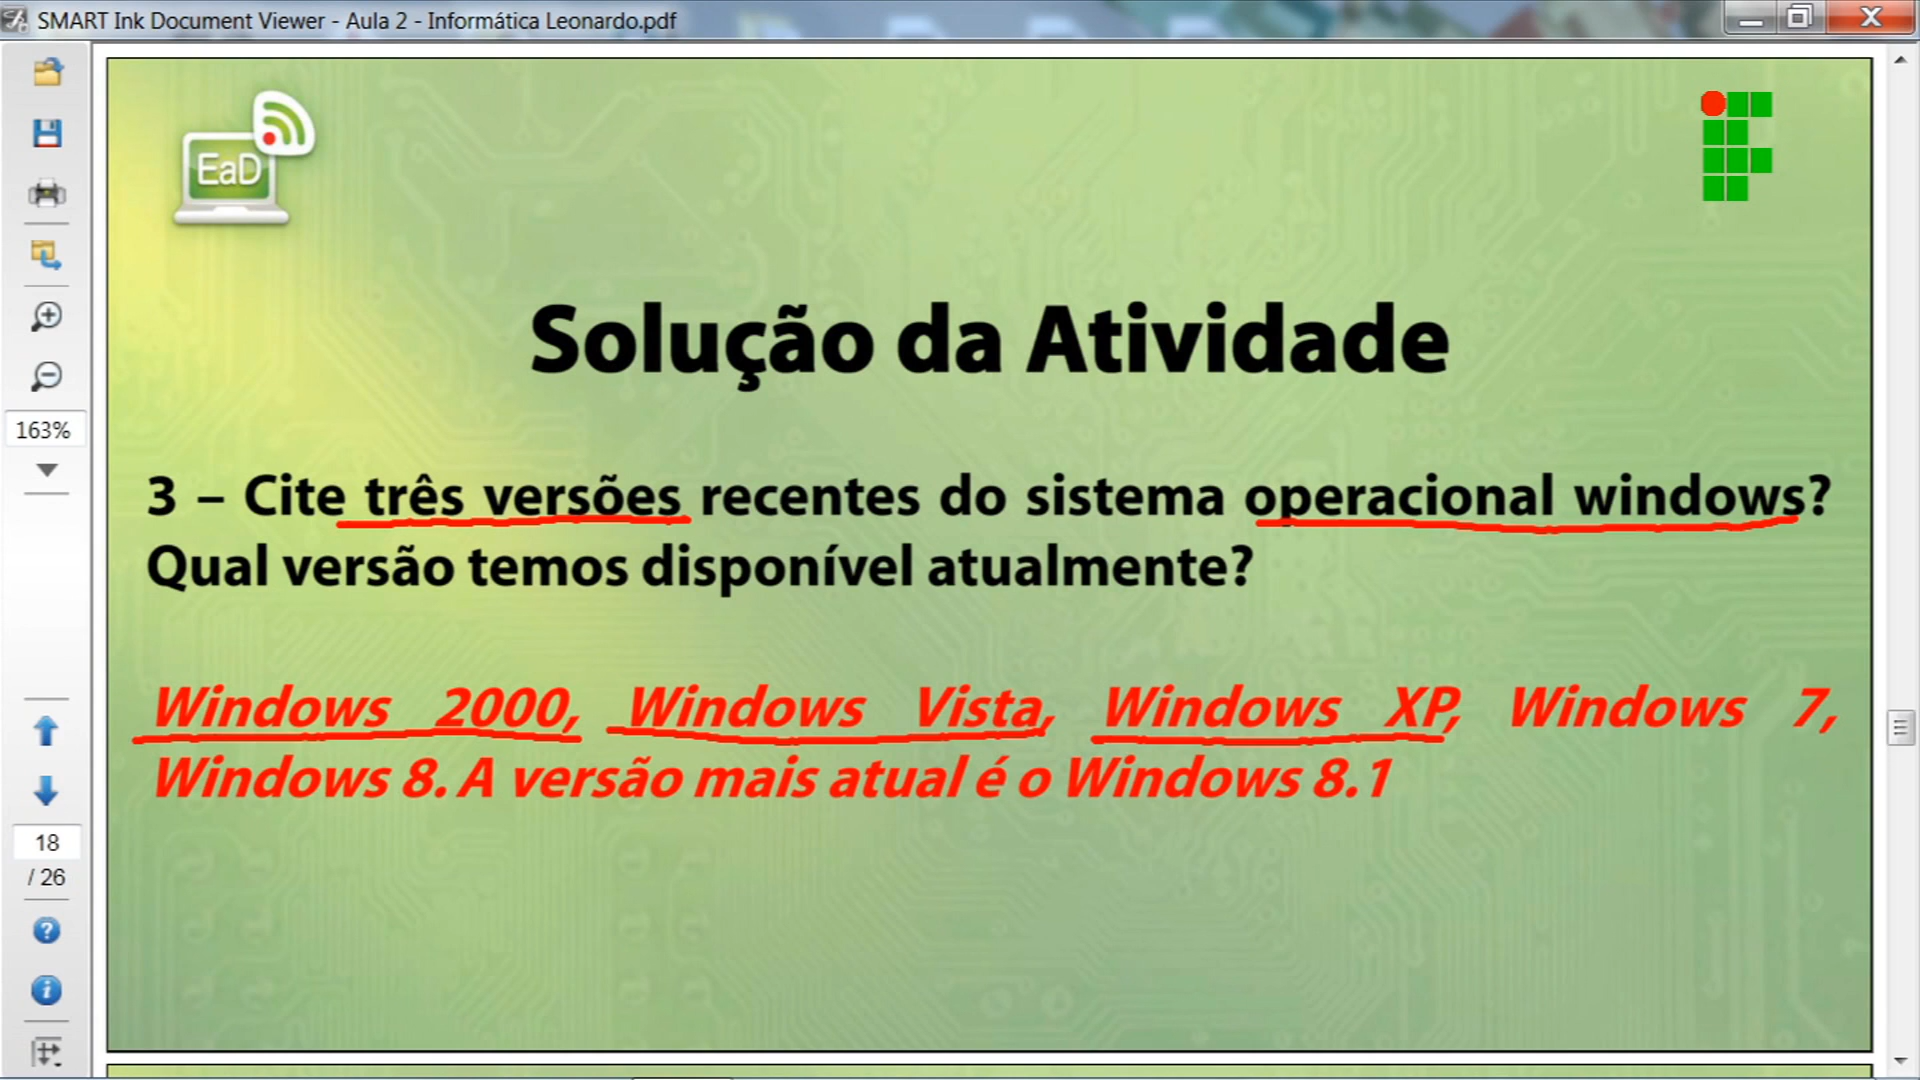 SMART Ink Document Viewer - Aula 2 - Informática Leonardo.pdf
EaD
163%
Solução da Atividade
3 – Cite três versões recentes do sistema operacional windows?
Qual versão temos disponível atualmente?
Windows 2000, Windows Vista, Windows XP, Windows 7,
Windows 8. A versão mais atual é o Windows 8.1
18
/ 26